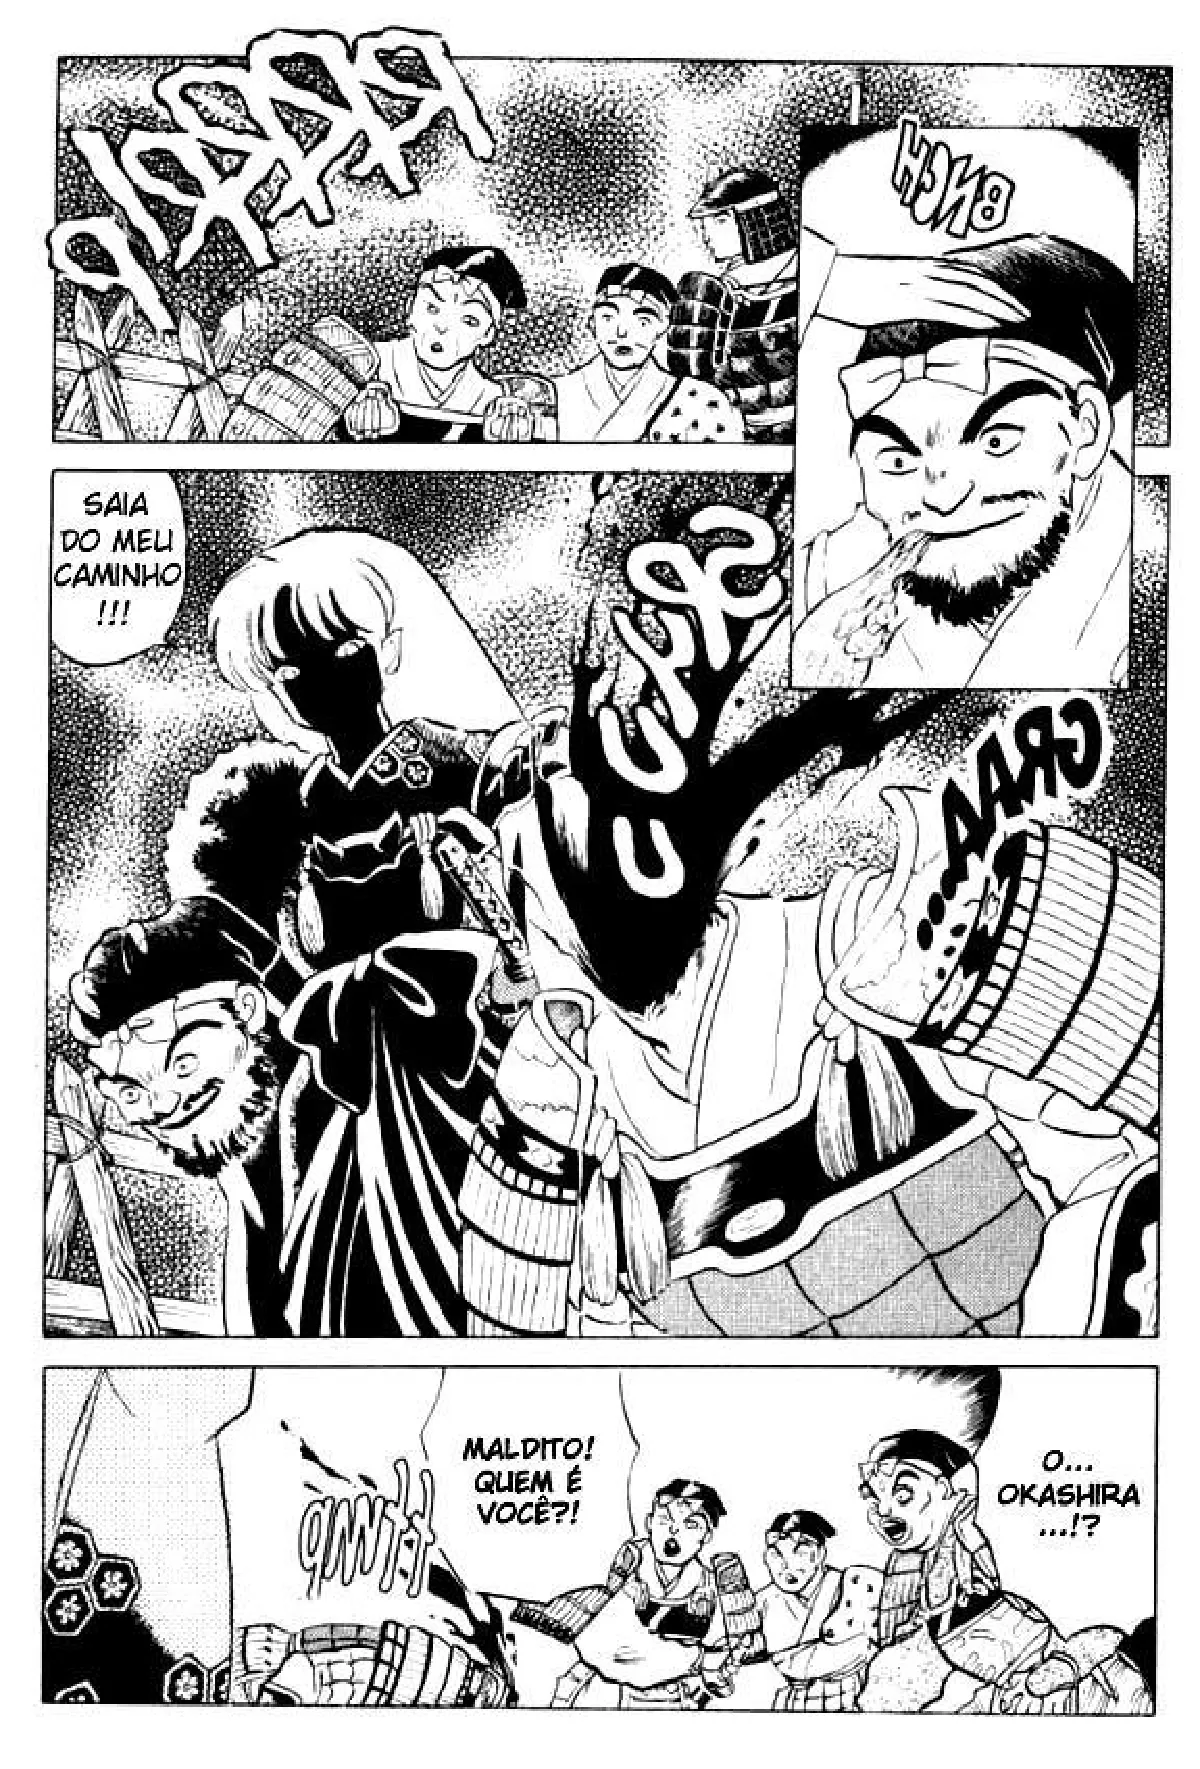 SAIA
DO MEU
CAMINHO
!!!
MALDITO!
QUEM É
VOCÊ?!
O...
OKASHIRA
...!?